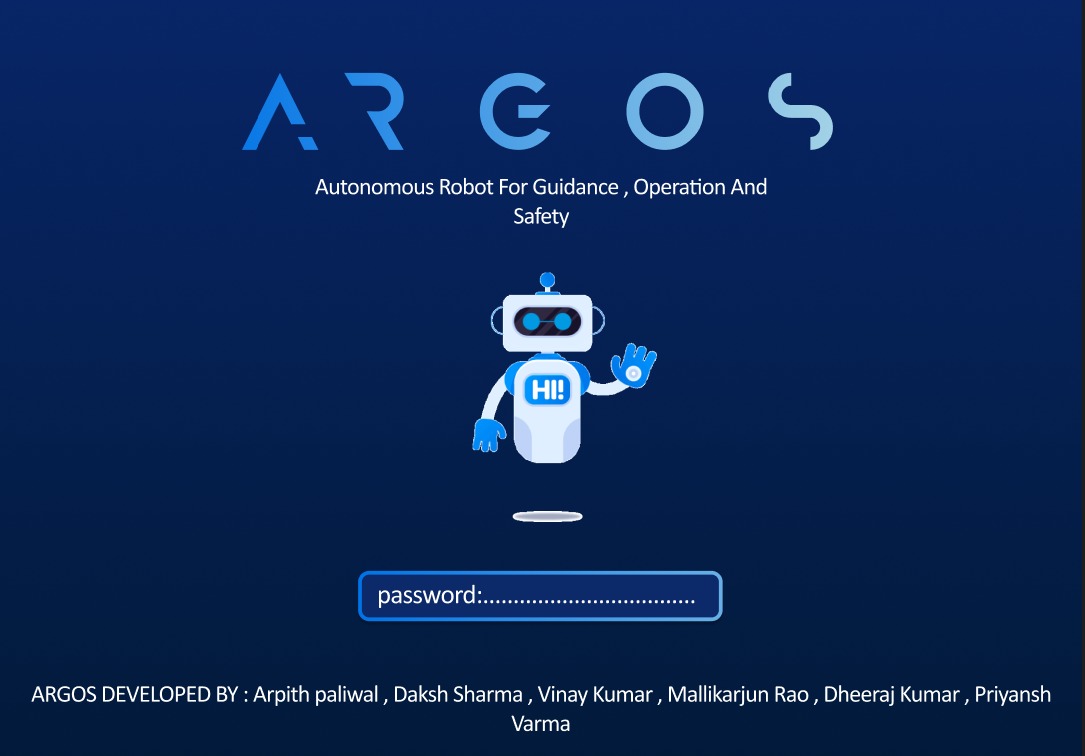 ARGOS
Autonomous Robot For Guidance , Operation And
Safety
HI!
password:...................................
ARGOS DEVELOPED BY : Arpith paliwal , Daksh Sharma , Vinay Kumar , Mallikarjun Rao , Dheeraj Kumar , Priyansh
Varma